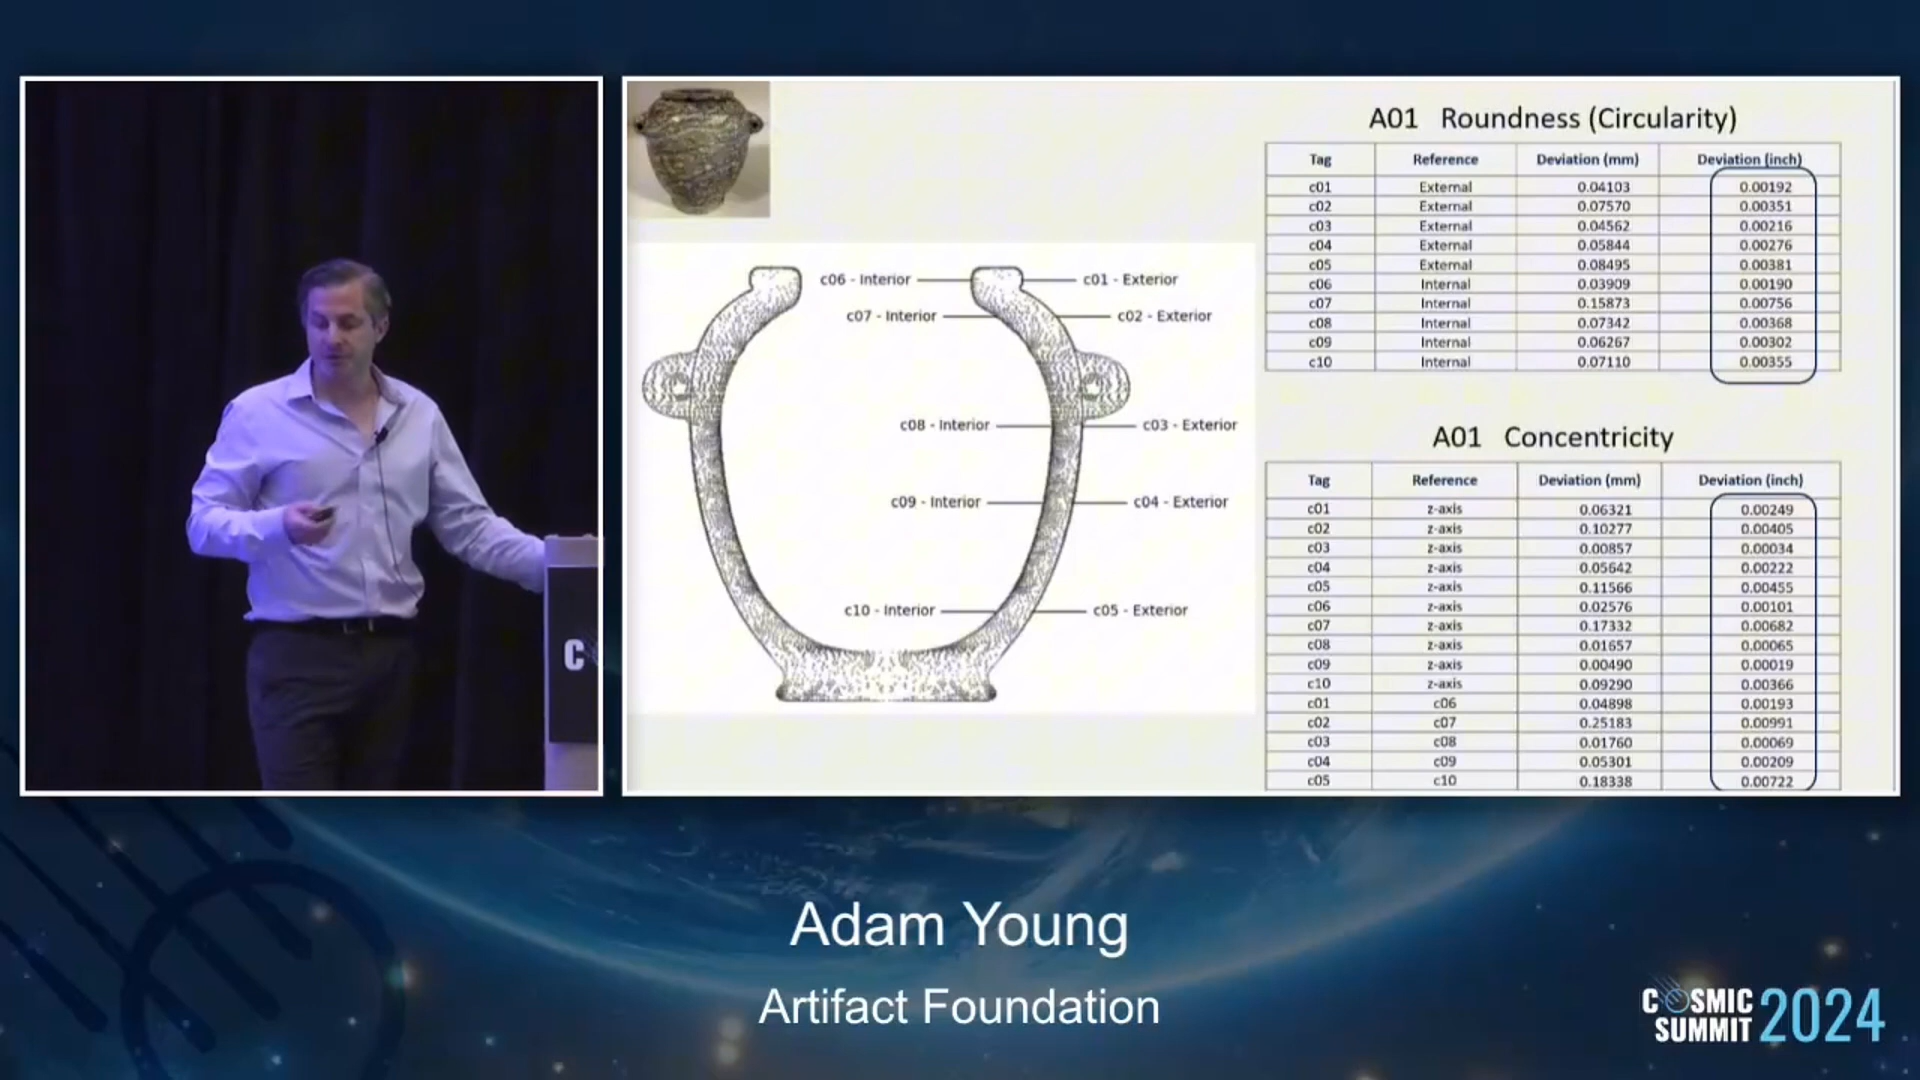 A01 Roundness (Circularity)
Tag Reference Deviation (mm) Deviation (inch)
c01 External 0.04103 0.00192
c02 External 0.07570 0.00351
c03 External 0.04562 0.00216
c04 External 0.05844 0.00276
c05 External 0.08495 0.00381
c06 Internal 0.03909 0.00190
c07 Internal 0.15873 0.00756
c08 Internal 0.07342 0.00368
c09 Internal 0.06267 0.00302
c10 Internal 0.07110 0.00355
c06 - Interior c01 - Exterior
c07 - Interior c02 - Exterior
c08 - Interior c03 - Exterior
c09 - Interior c04 - Exterior
c10 - Interior c05 - Exterior
A01 Concentricity
Tag Reference Deviation (mm) Deviation (inch)
c01 z-axis 0.06321 0.00249
c02 z-axis 0.10277 0.00405
c03 z-axis 0.00857 0.00034
c04 z-axis 0.05642 0.00222
c05 z-axis 0.11566 0.00455
c06 z-axis 0.02576 0.00101
c07 z-axis 0.17332 0.00682
c08 z-axis 0.01657 0.00065
c09 z-axis 0.00490 0.00019
c10 z-axis 0.09290 0.00366
c01 c06 0.04898 0.00193
c02 c07 0.25183 0.00991
c03 c08 0.01760 0.00069
c04 c09 0.05301 0.00209
c05 c10 0.18338 0.00722
C
Adam Young
Artifact Foundation
COSMIC
SUMMIT 2024